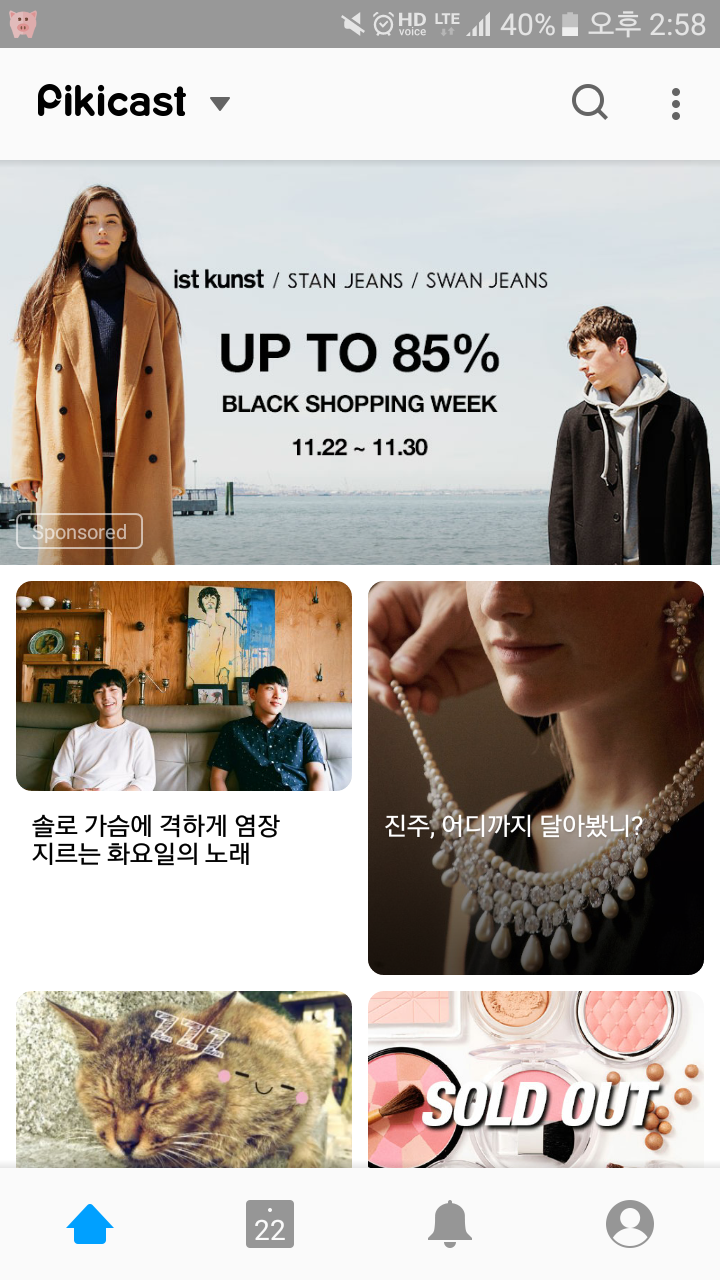 HD voice LTE 40% 오후 2:58
Pikicast
ist kunst / STAN JEANS / SWAN JEANS
UP TO 85%
BLACK SHOPPING WEEK
11.22 ~ 11.30
Sponsored
솔로 가슴에 격하게 염장
지르는 화요일의 노래
진주, 어디까지 달아봤니?
ZZZ
SOLD OUT
22